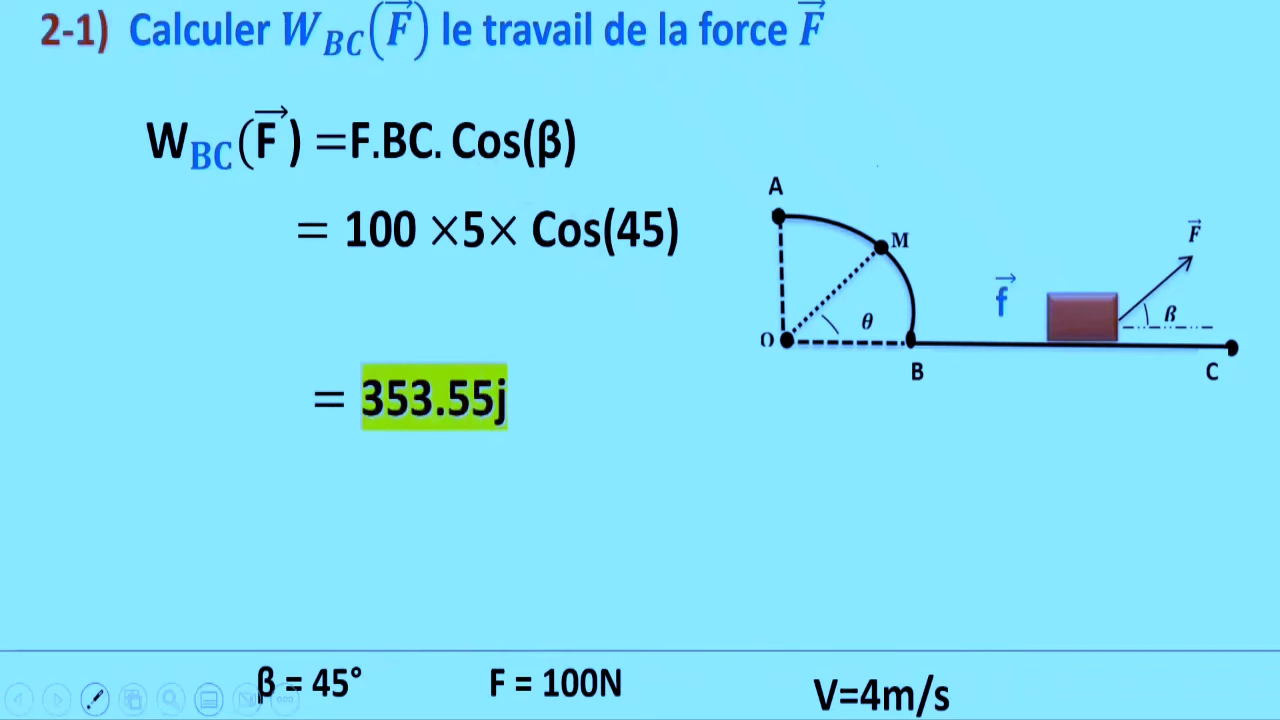 2-1) Calculer W_BC(F⃗) le travail de la force F⃗
W_BC(F⃗) =F.BC. Cos(β)
= 100 ×5× Cos(45)
= 353.55j
A
M
F⃗
f⃗
β
θ
O
B
C
β = 45°
F = 100N
V=4m/s